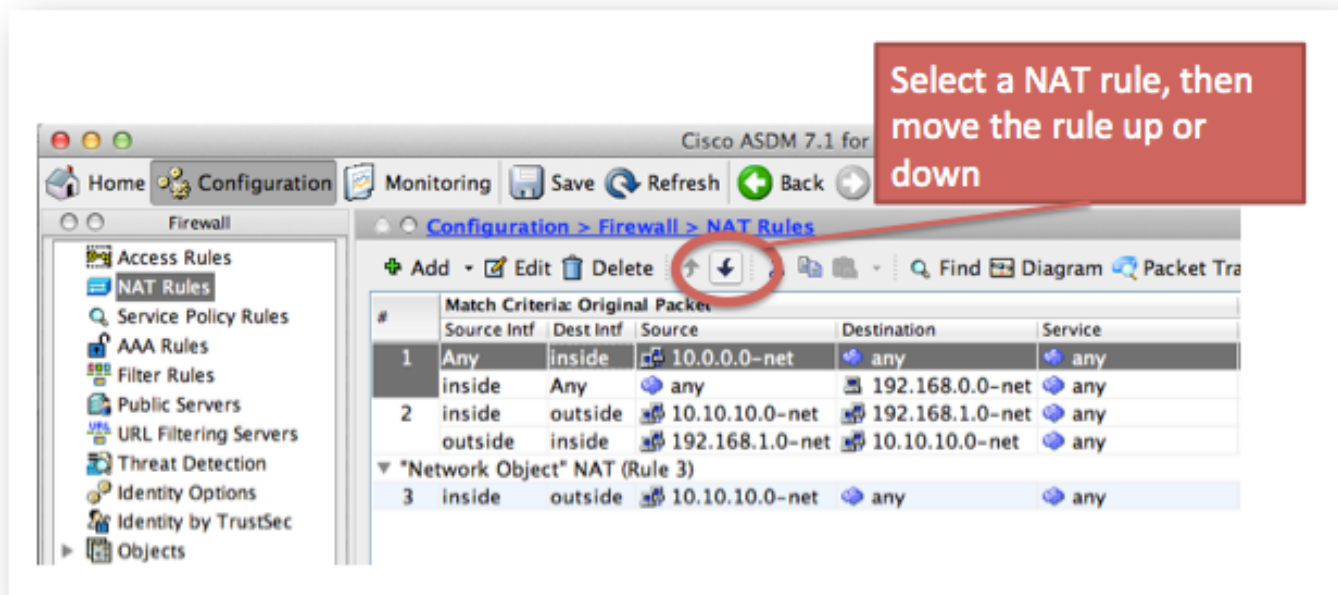 Select a NAT rule, then
move the rule up or
down
Cisco ASDM 7.1 for
Home Configuration Monitoring Save Refresh Back
Firewall
Configuration > Firewall > NAT Rules
Access Rules
NAT Rules
Service Policy Rules
AAA Rules
Filter Rules
Public Servers
URL Filtering Servers
Threat Detection
Identity Options
Identity by TrustSec
Objects
Add Edit Delete Find Diagram Packet Tra
# Match Criteria: Original Packet
Source Intf Dest Intf Source Destination Service
1 Any inside 10.0.0.0-net any any
inside Any any 192.168.0.0-net any
2 inside outside 10.10.10.0-net 192.168.1.0-net any
outside inside 192.168.1.0-net 10.10.10.0-net any
"Network Object" NAT (Rule 3)
3 inside outside 10.10.10.0-net any any